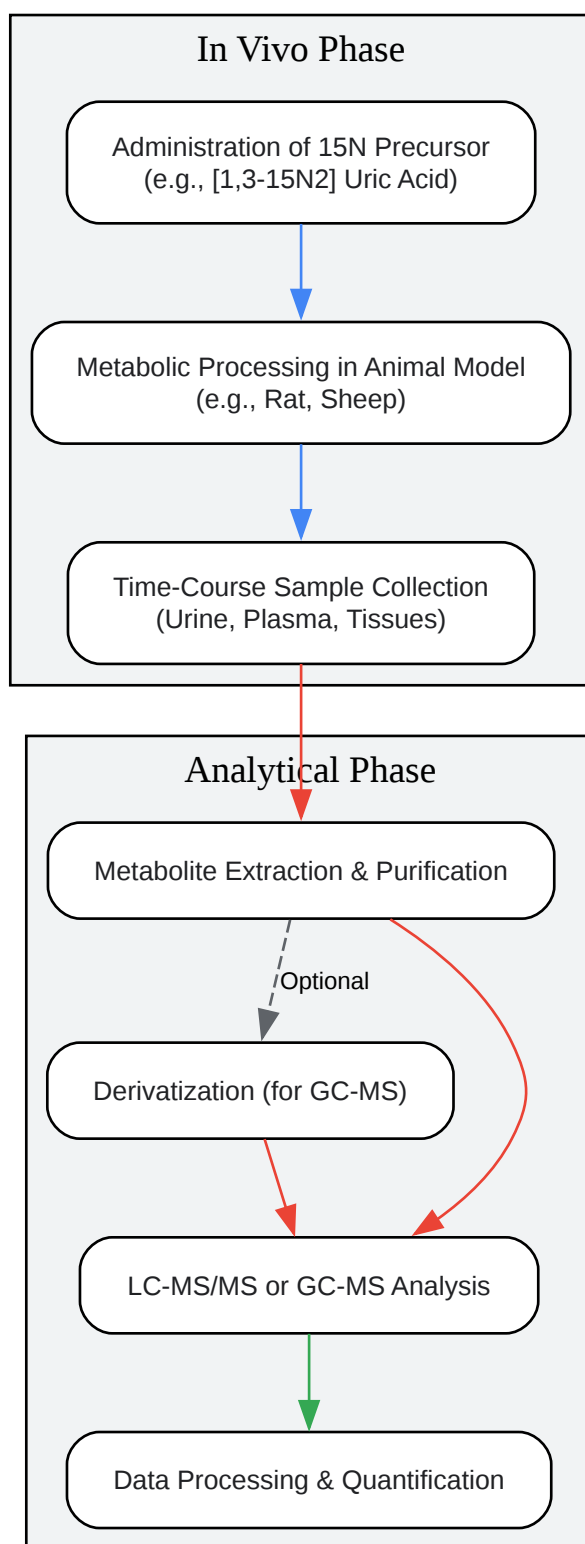 In Vivo Phase
Administration of 15N Precursor
(e.g., [1,3-15N2] Uric Acid)
Metabolic Processing in Animal Model
(e.g., Rat, Sheep)
Time-Course Sample Collection
(Urine, Plasma, Tissues)
Analytical Phase
Metabolite Extraction & Purification
Optional
Derivatization (for GC-MS)
LC-MS/MS or GC-MS Analysis
Data Processing & Quantification